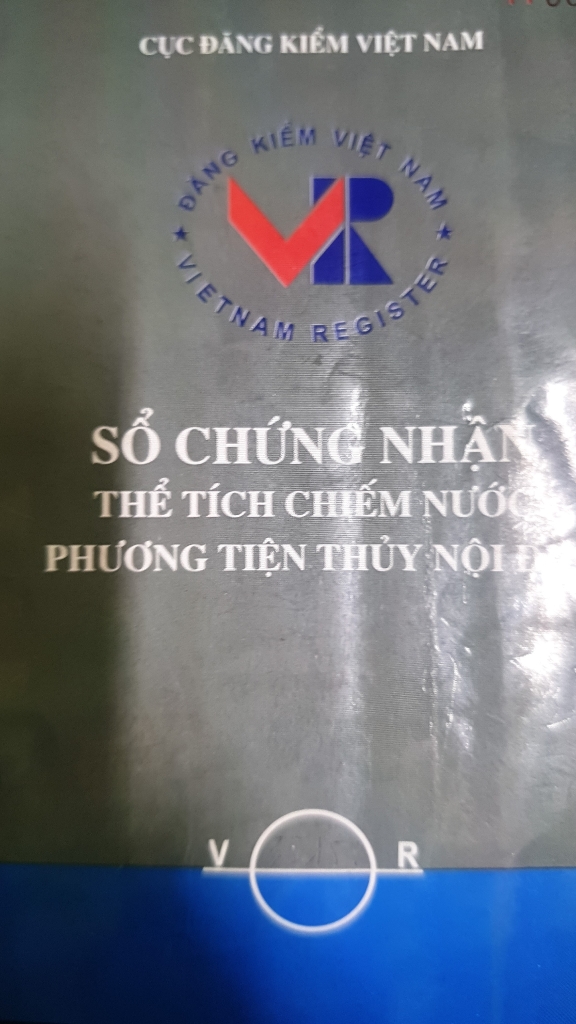 CỤC ĐĂNG KIỂM VIỆT NAM
ĐĂNG KIỂM VIỆT NAM
VR
VIETNAM REGISTER
SỔ CHỨNG NHẬN
THỂ TÍCH CHIẾM NƯỚC
PHƯƠNG TIỆN THỦY NỘI
V R